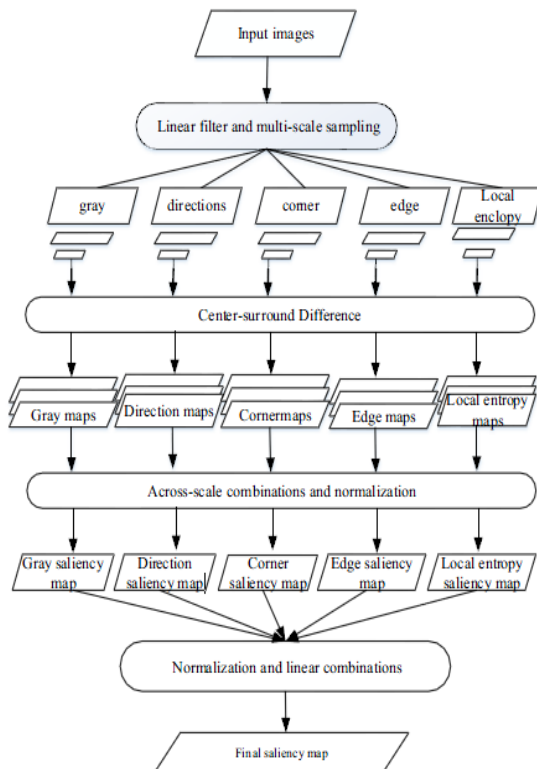 Input images
Linear filter and multi-scale sampling
gray
directions
corner
edge
Local
enclopy
Center-surround Difference
Gray maps
Direction maps
Cornermaps
Edge maps
Local entropy
maps
Across-scale combinations and normalization
Gray saliency
map
Direction
saliency map
Corner
saliency map
Edge saliency
map
Local entropy
saliency map
Normalization and linear combinations
Final saliency map